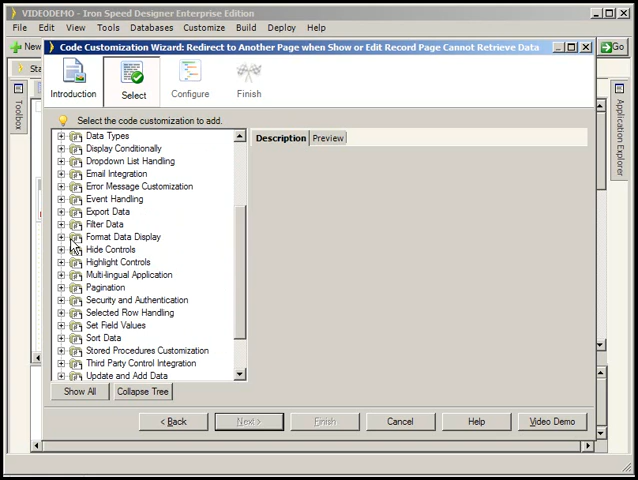 VIDEODEMO - Iron Speed Designer Enterprise Edition
File Edit View Tools Databases Customize Build Deploy Help
New
Go
Code Customization Wizard: Redirect to Another Page when Show or Edit Record Page Cannot Retrieve Data
Introduction Select Configure Finish
Toolbox
Application Explorer
Select the code customization to add.
Description Preview
Data Types
Display Conditionally
Dropdown List Handling
Email Integration
Error Message Customization
Event Handling
Export Data
Filter Data
Format Data Display
Hide Controls
Highlight Controls
Multi-lingual Application
Pagination
Security and Authentication
Selected Row Handling
Set Field Values
Sort Data
Stored Procedures Customization
Third Party Control Integration
Update and Add Data
Show All Collapse Tree
< Back Next > Finish Cancel Help Video Demo